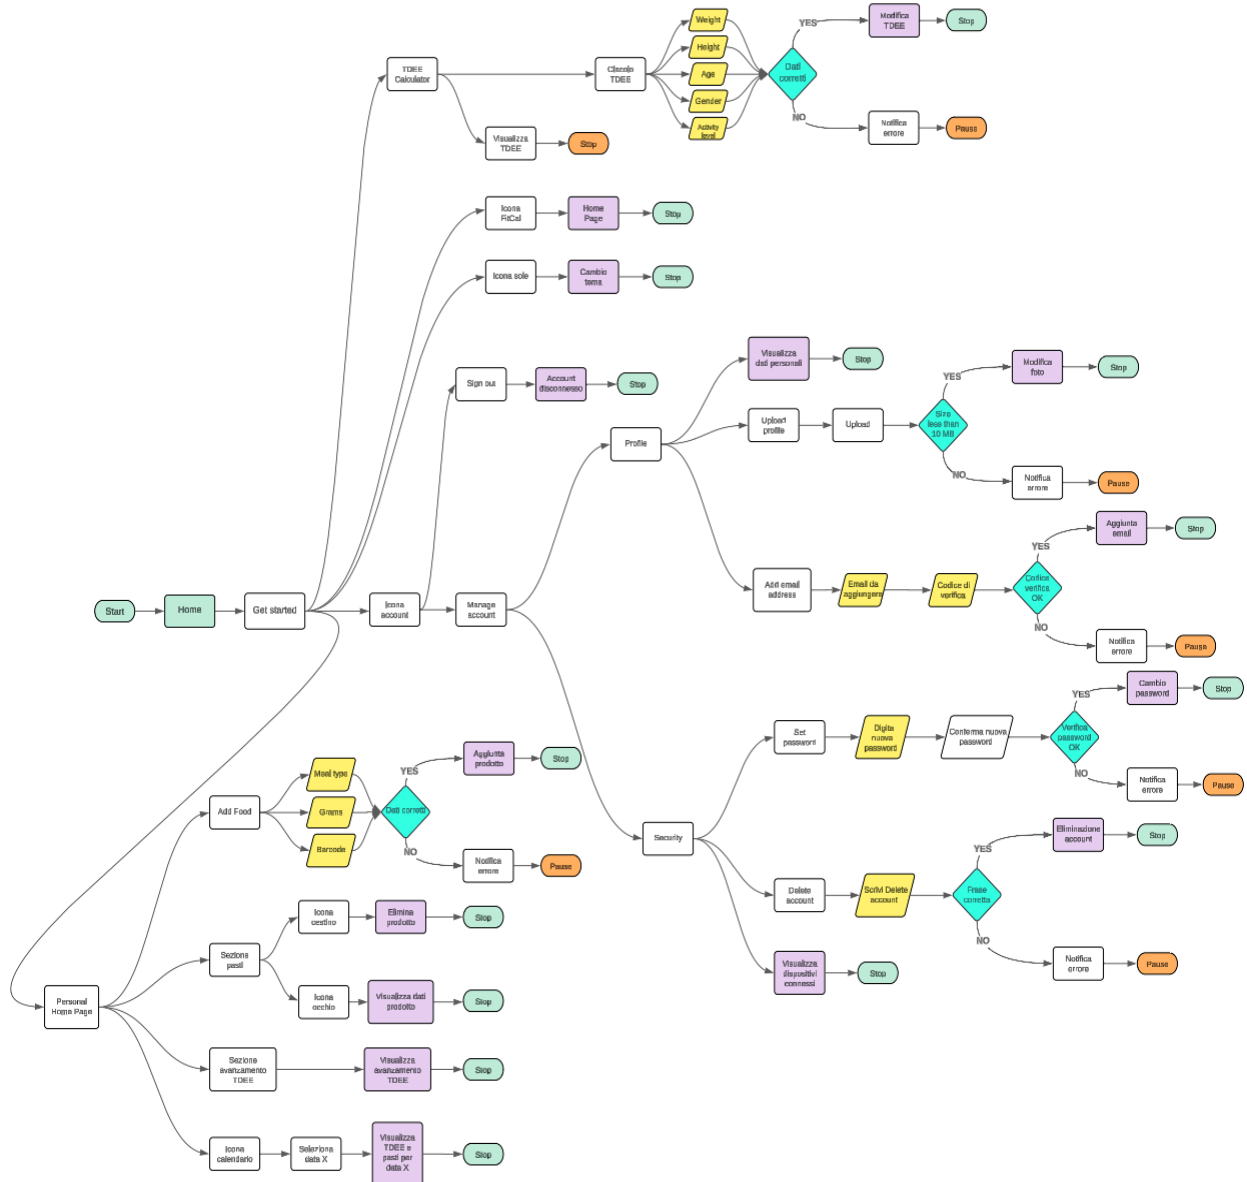 Weight
Height
Age
Gender
Activity
level
TDEE
Calculator
TDEE
Dati
corretti
YES
Modifica
TDEE
Stop
NO
Notifica
errore
Pausa
Visualizza
TDEE
Stop
Icona
FitCal
Home
Page
Stop
Icona sole
Cambio
tema
Stop
Sign out
Account
disconnesso
Stop
Profile
Visualizza
dati personali
Stop
Upload
profile
Upload
Size
less than
10 MB
YES
Modifica
foto
Stop
NO
Notifica
errore
Pausa
Add email
address
Email da
aggiungere
Codice di
verifica
Codice
verifica
OK
YES
Aggiunta
email
Stop
NO
Notifica
errore
Pausa
Start
Home
Get started
Icona
account
Manage
account
Security
Set
password
Digita
nuova
password
Conferma nuova
password
Verifica
password
OK
YES
Cambio
password
Stop
NO
Notifica
errore
Pausa
Delete
account
Scrivi Delete
account
Frase
corretta
YES
Eliminazione
account
Stop
NO
Notifica
errore
Pausa
Visualizza
dispositivi
connessi
Stop
Personal
Home Page
Add Food
Meal type
Grams
Barcode
Dati corretti
YES
Aggiunta
prodotto
Stop
NO
Notifica
errore
Pausa
Sezione
pasti
Icona
cestino
Elimina
prodotto
Stop
Icona
occhio
Visualizza dati
prodotto
Stop
Sezione
avanzamento
TDEE
Visualizza
avanzamento
TDEE
Stop
Icona
calendario
Seleziona
data X
Visualizza
TDEE e
pasti per
data X
Stop